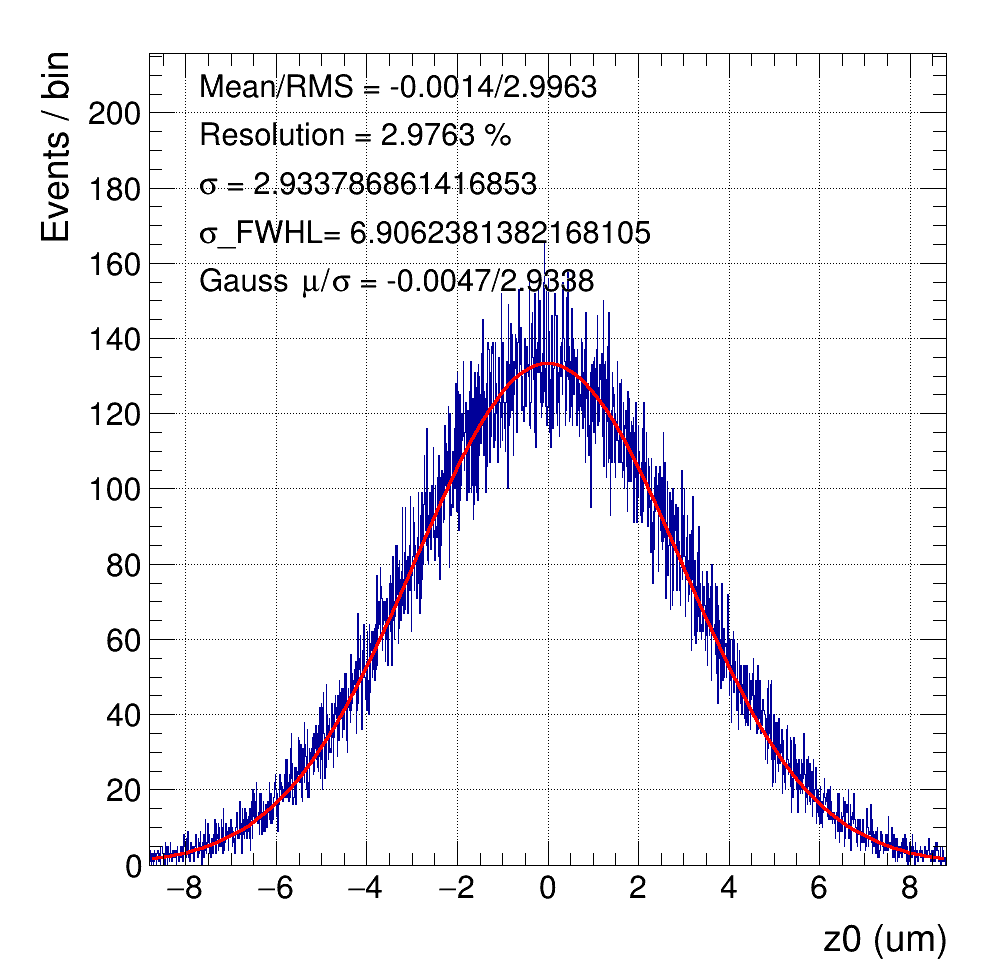 Events / bin
Mean/RMS = -0.0014/2.9963
Resolution = 2.9763 %
σ = 2.933786861416853
σ_FWHL= 6.9062381382168105
Gauss μ/σ = -0.0047/2.9338
200
180
160
140
120
100
80
60
40
20
0
−8 −6 −4 −2 0 2 4 6 8
z0 (um)